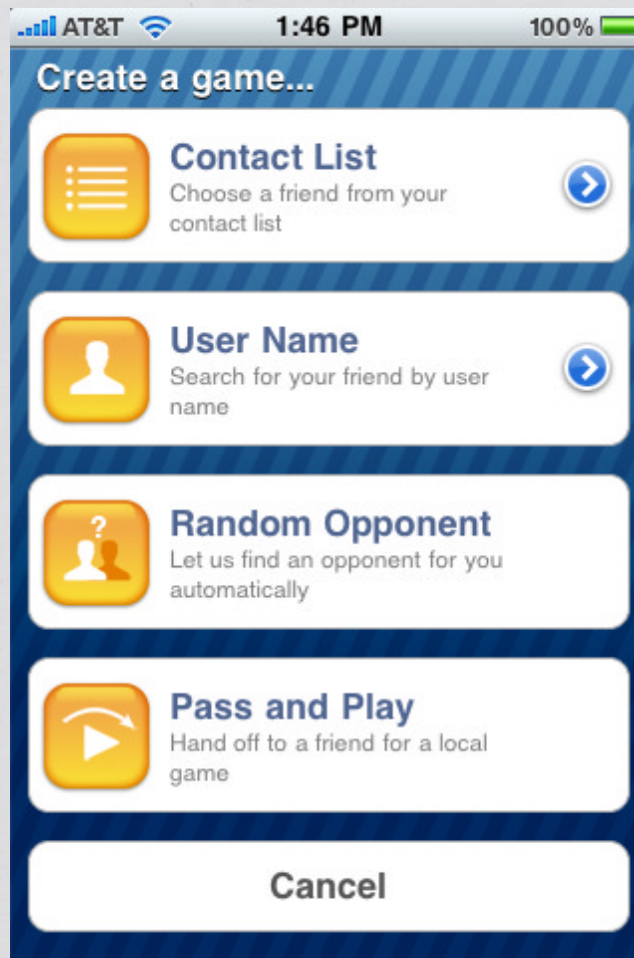 AT&T 1:46 PM 100%
Create a game...
Contact List
Choose a friend from your
contact list
User Name
Search for your friend by user
name
?
Random Opponent
Let us find an opponent for you
automatically
Pass and Play
Hand off to a friend for a local
game
Cancel